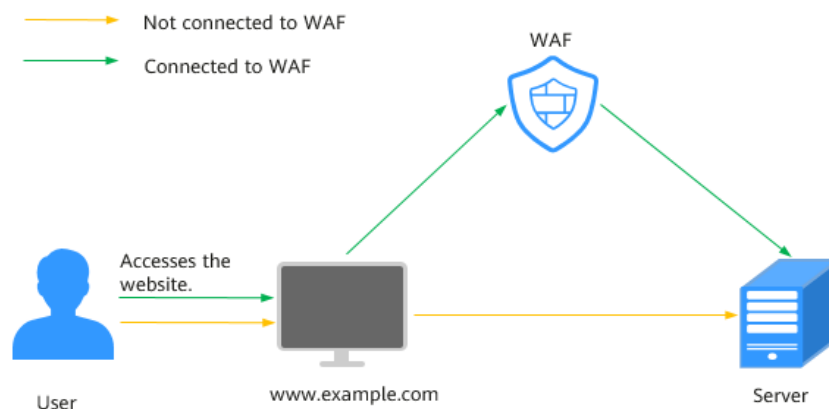 Not connected to WAF
Connected to WAF
WAF
Accesses the
website.
User
www.example.com
Server